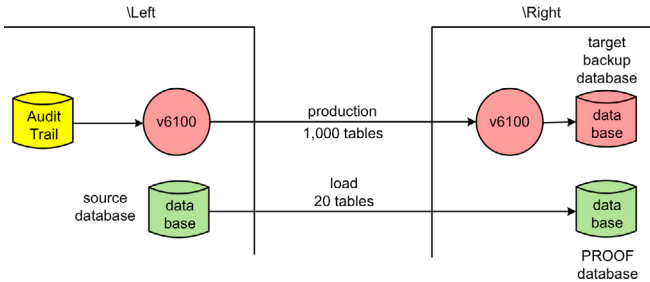 \Left
\Right
target
backup
database
Audit
Trail
v6100
production
1,000 tables
v6100
data
base
source
database
data
base
load
20 tables
data
base
PROOF
database